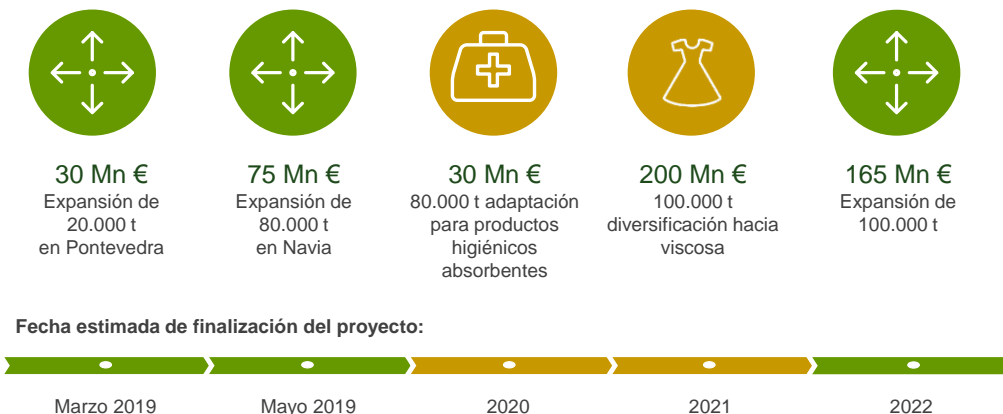 30 Mn €
Expansión de
20.000 t
en Pontevedra
75 Mn €
Expansión de
80.000 t
en Navia
30 Mn €
80.000 t adaptación
para productos
higiénicos
absorbentes
200 Mn €
100.000 t
diversificación hacia
viscosa
165 Mn €
Expansión de
100.000 t
Fecha estimada de finalización del proyecto:
Marzo 2019
Mayo 2019
2020
2021
2022